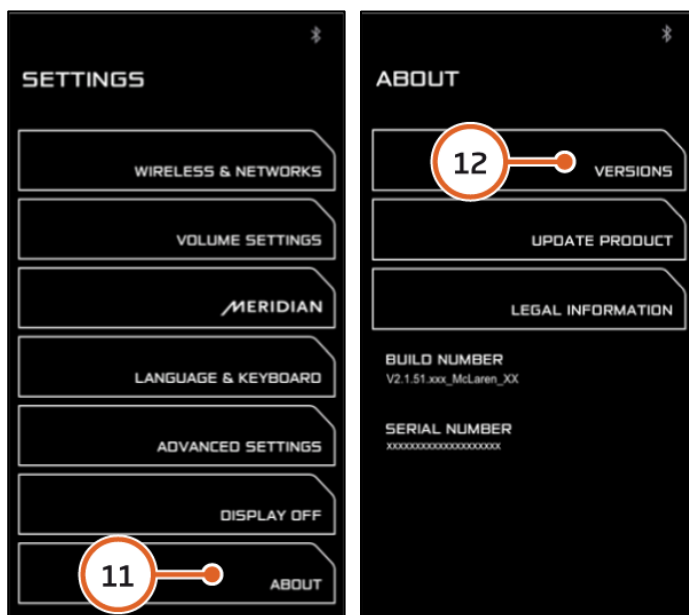 SETTINGS
WIRELESS & NETWORKS
VOLUME SETTINGS
MERIDIAN
LANGUAGE & KEYBOARD
ADVANCED SETTINGS
DISPLAY OFF
11
ABOUT
ABOUT
12
VERSIONS
UPDATE PRODUCT
LEGAL INFORMATION
BUILD NUMBER
V2.1.51.xxx_McLaren_XX
SERIAL NUMBER
xxxxxxxxxxxxxxxxxxxx